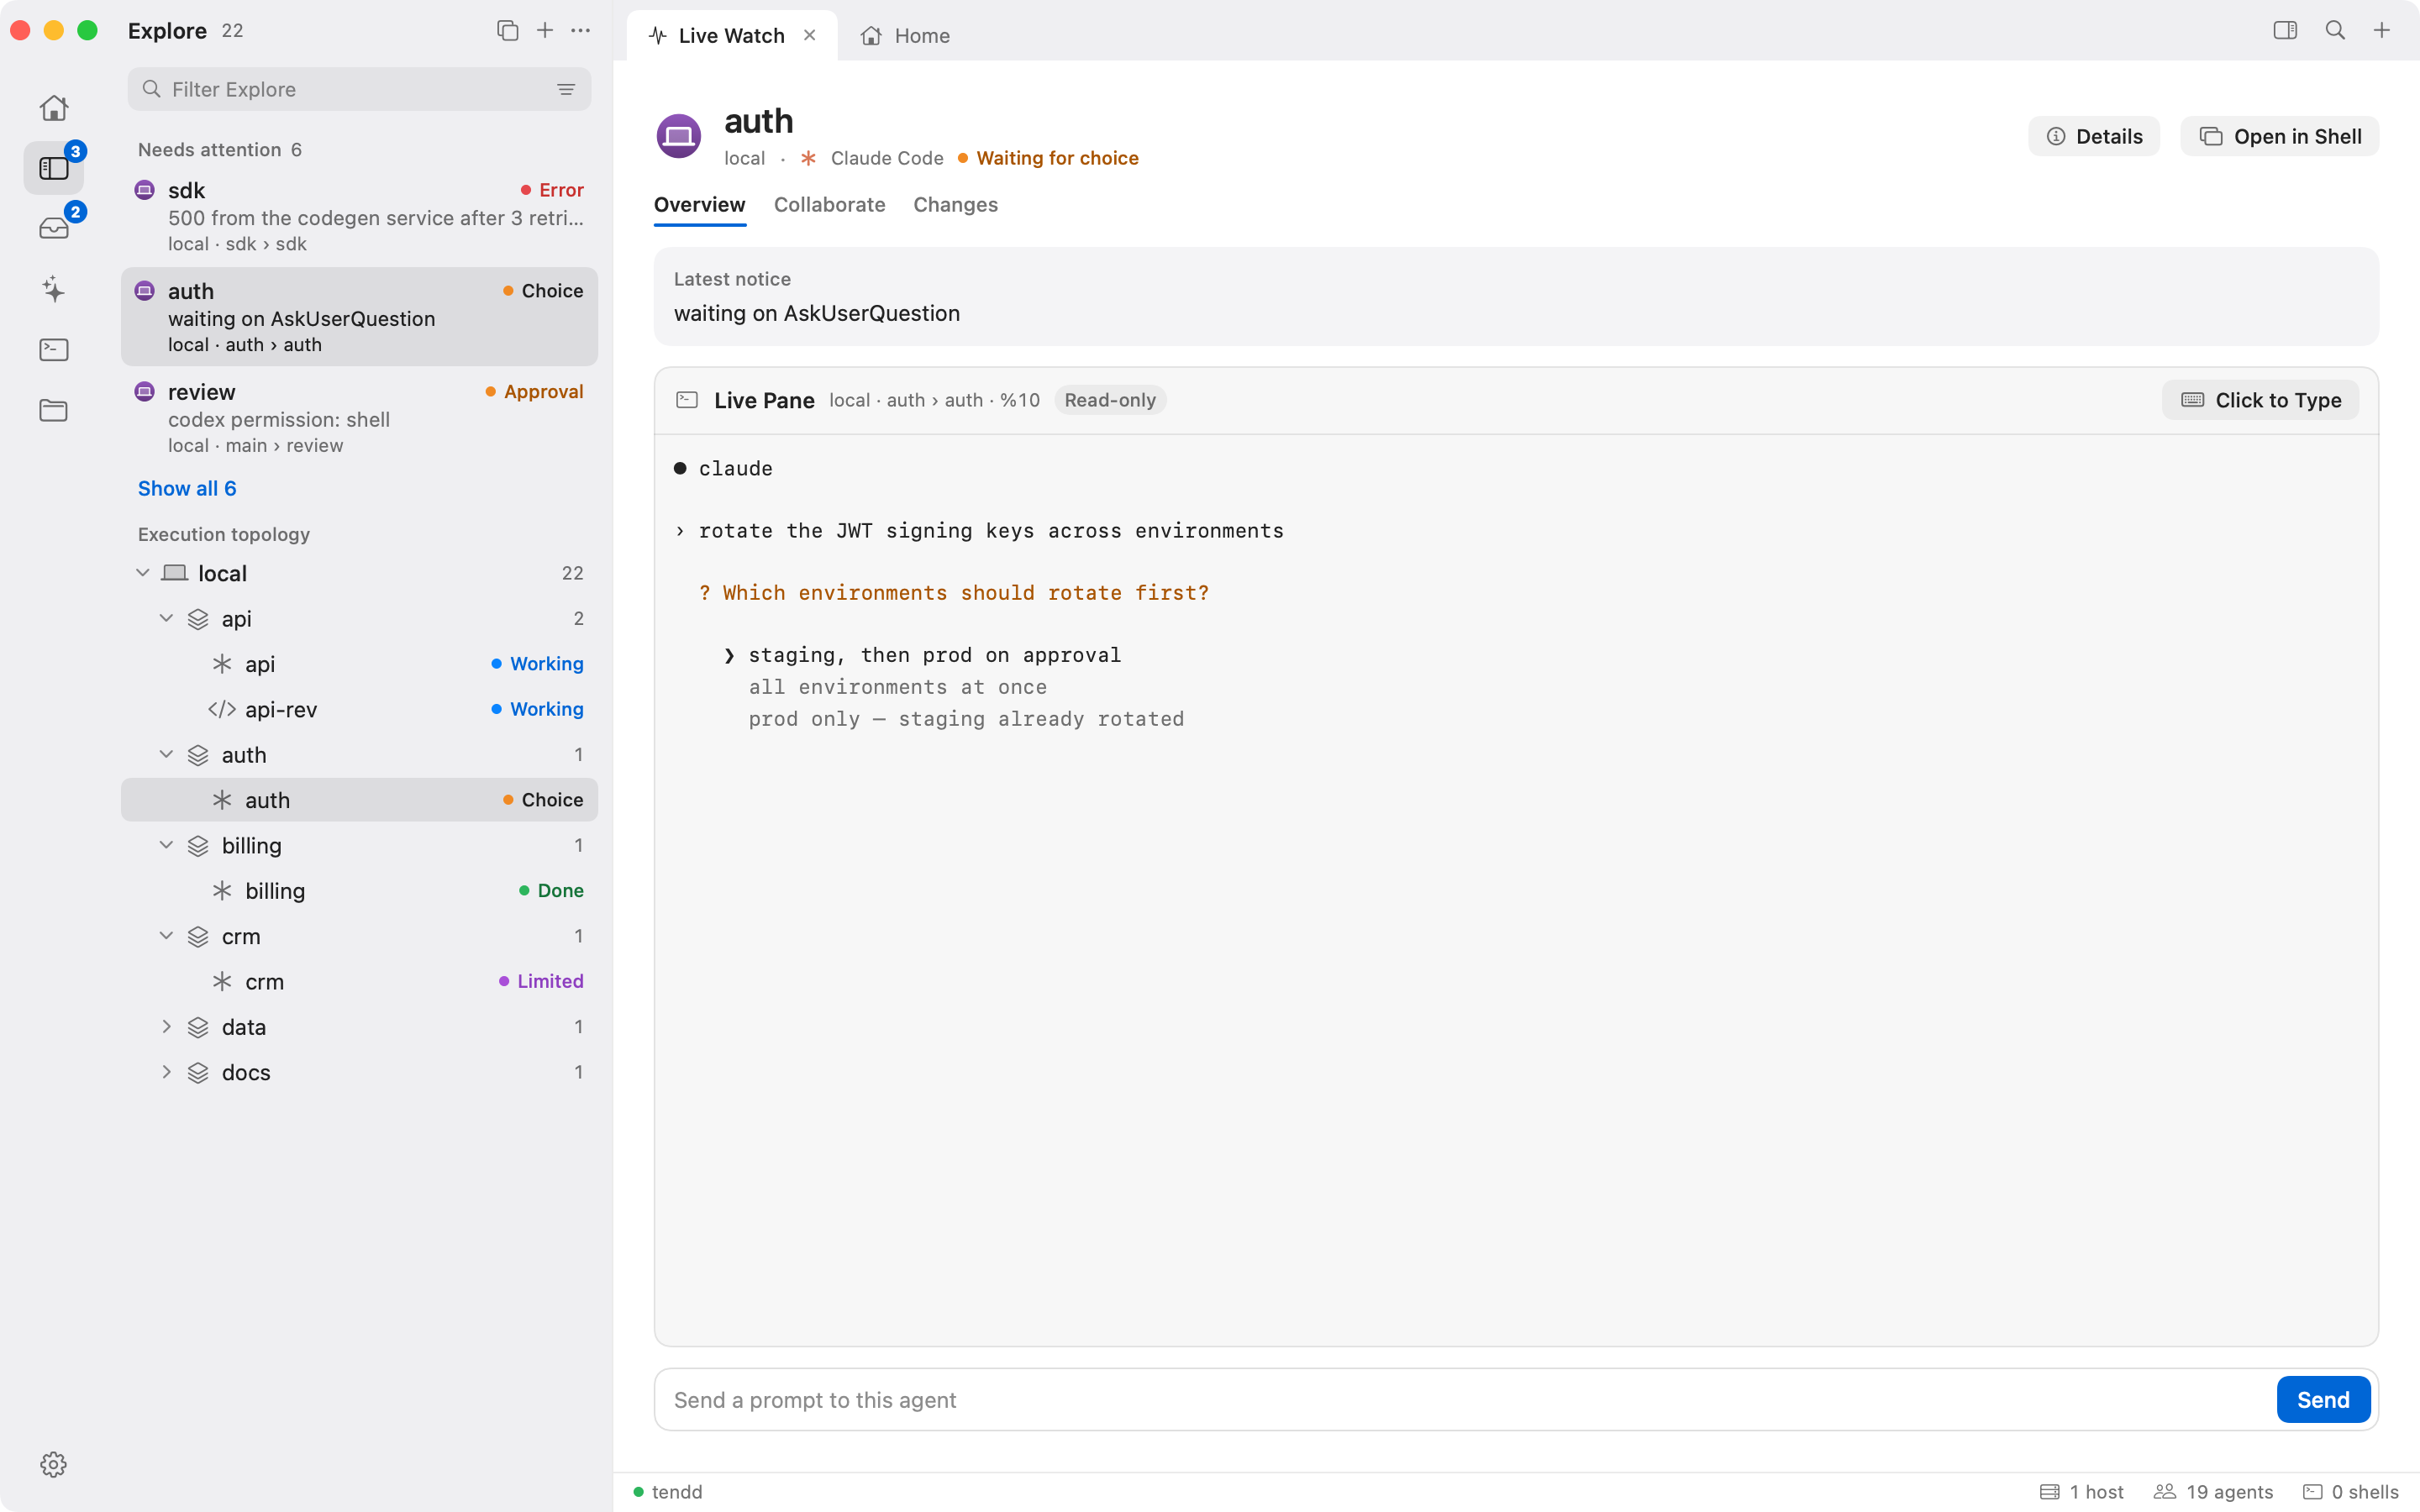 Explore 22
Filter Explore
3
2
Needs attention 6
sdk Error
500 from the codegen service after 3 retri...
local · sdk › sdk
auth Choice
waiting on AskUserQuestion
local · auth › auth
review Approval
codex permission: shell
local · main › review
Show all 6
Execution topology
local 22
api 2
api Working
api-rev Working
auth 1
auth Choice
billing 1
billing Done
crm 1
crm Limited
data 1
docs 1
Live Watch Home
auth
local · Claude Code Waiting for choice
Details Open in Shell
Overview Collaborate Changes
Latest notice
waiting on AskUserQuestion
Live Pane local · auth › auth · %10 Read-only Click to Type
● claude
› rotate the JWT signing keys across environments
? Which environments should rotate first?
❯ staging, then prod on approval
all environments at once
prod only — staging already rotated
Send a prompt to this agent Send
tendd 1 host 19 agents 0 shells